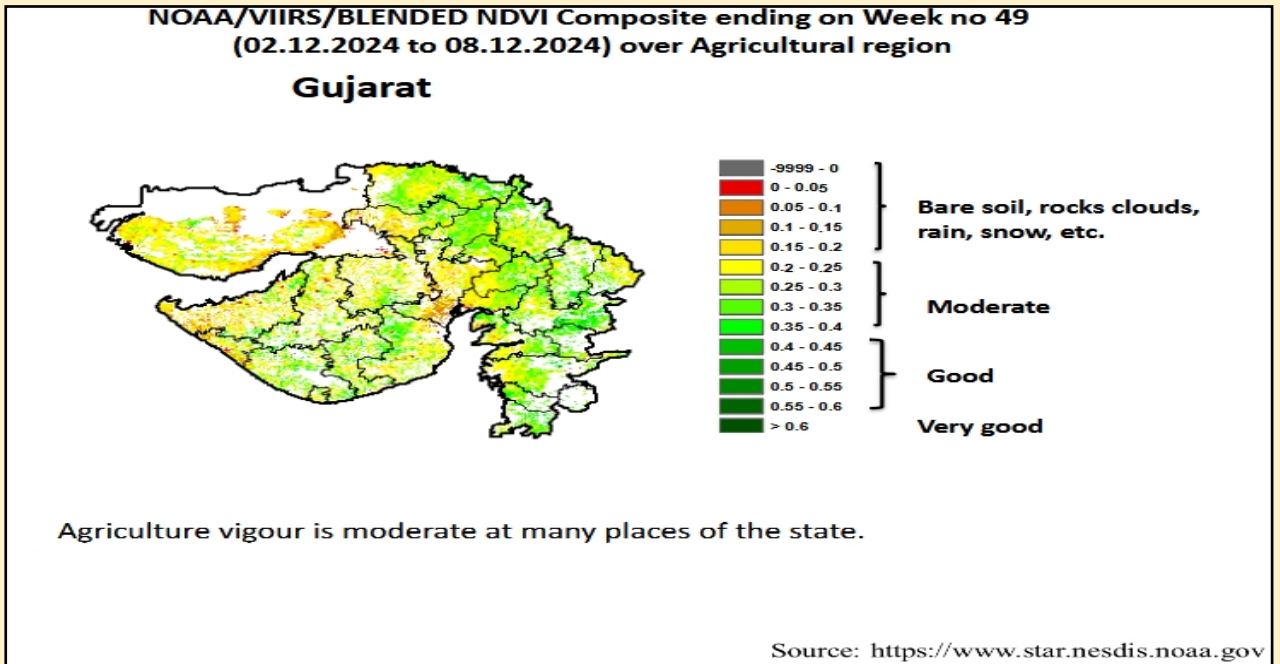 NOAA/VIIRS/BLENDED NDVI Composite ending on Week no 49
(02.12.2024 to 08.12.2024) over Agricultural region
Gujarat
-9999 - 0
0 - 0.05
0.05 - 0.1
0.1 - 0.15
0.15 - 0.2
0.2 - 0.25
0.25 - 0.3
0.3 - 0.35
0.35 - 0.4
0.4 - 0.45
0.45 - 0.5
0.5 - 0.55
0.55 - 0.6
> 0.6
Bare soil, rocks clouds,
rain, snow, etc.
Moderate
Good
Very good
Agriculture vigour is moderate at many places of the state.
Source: https://www.star.nesdis.noaa.gov